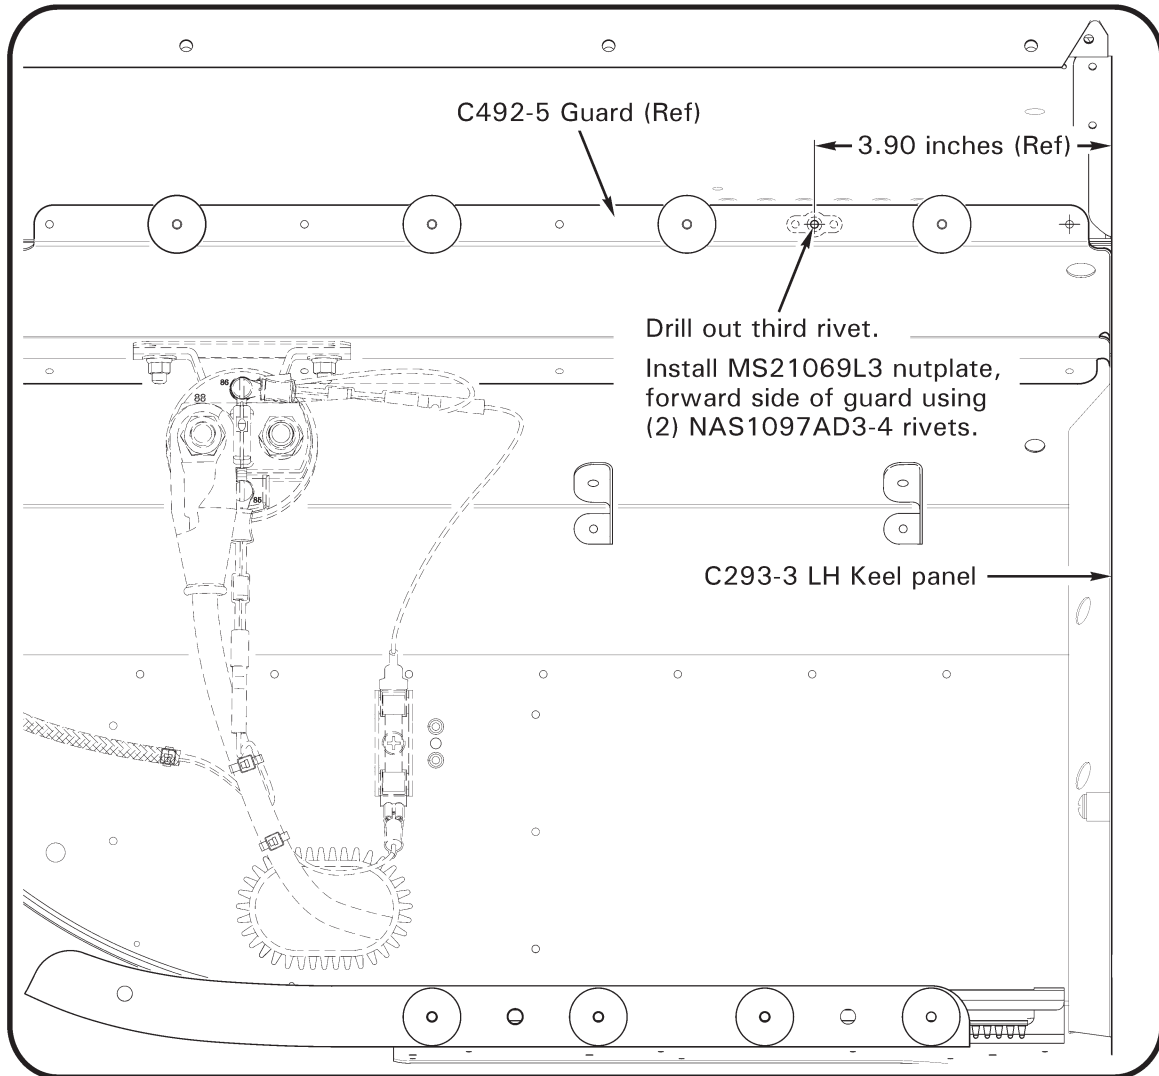 C492-5 Guard (Ref)
3.90 inches (Ref)
Drill out third rivet.
Install MS21069L3 nutplate,
forward side of guard using
(2) NAS1097AD3-4 rivets.
86
88
85
C293-3 LH Keel panel